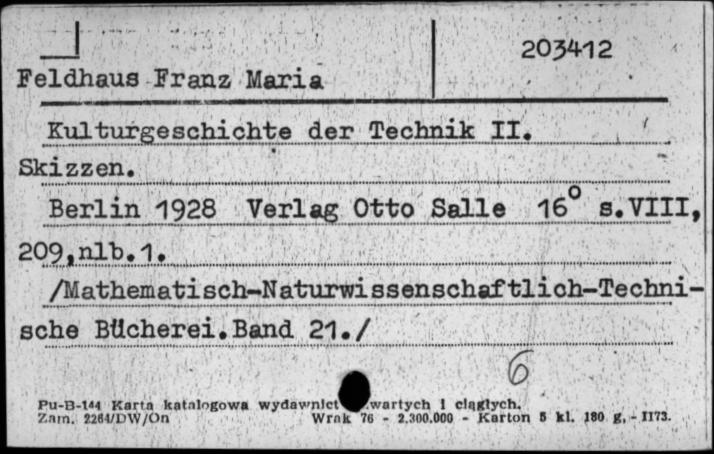 203412
Feldhaus Franz Maria
Kulturgeschichte der Technik II.
Skizzen.
Berlin 1928 Verlag Otto Salle 16° s.VIII,
209,nlb.1.
/Mathematisch-Naturwissenschaftlich-Techni-
sche Bücherei.Band 21./
6
Pu-B-144 Karta katalogowa wydawnict wartych i ciągłych.
Zam. 2264/DW/On Wrak 76 - 2.300.000 - Karton 5 kl. 180 g, - II73.